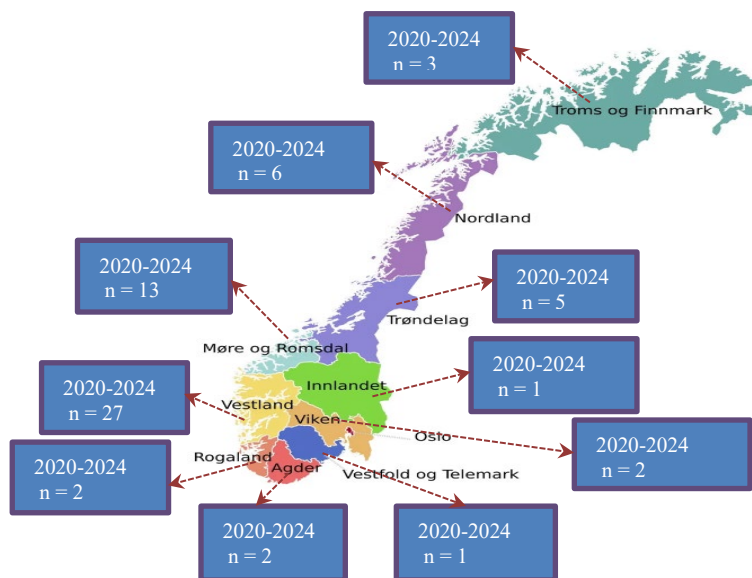 2020-2024
n = 3
Troms og Finnmark
2020-2024
n = 6
Nordland
2020-2024
n = 13
2020-2024
n = 5
Trøndelag
Møre og Romsdal
2020-2024
n = 1
Innlandet
2020-2024
n = 27
Vestland
Viken
Oslo
2020-2024
n = 2
Rogaland
Agder
Vestfold og Telemark
2020-2024
n = 2
2020-2024
n = 2
2020-2024
n = 1